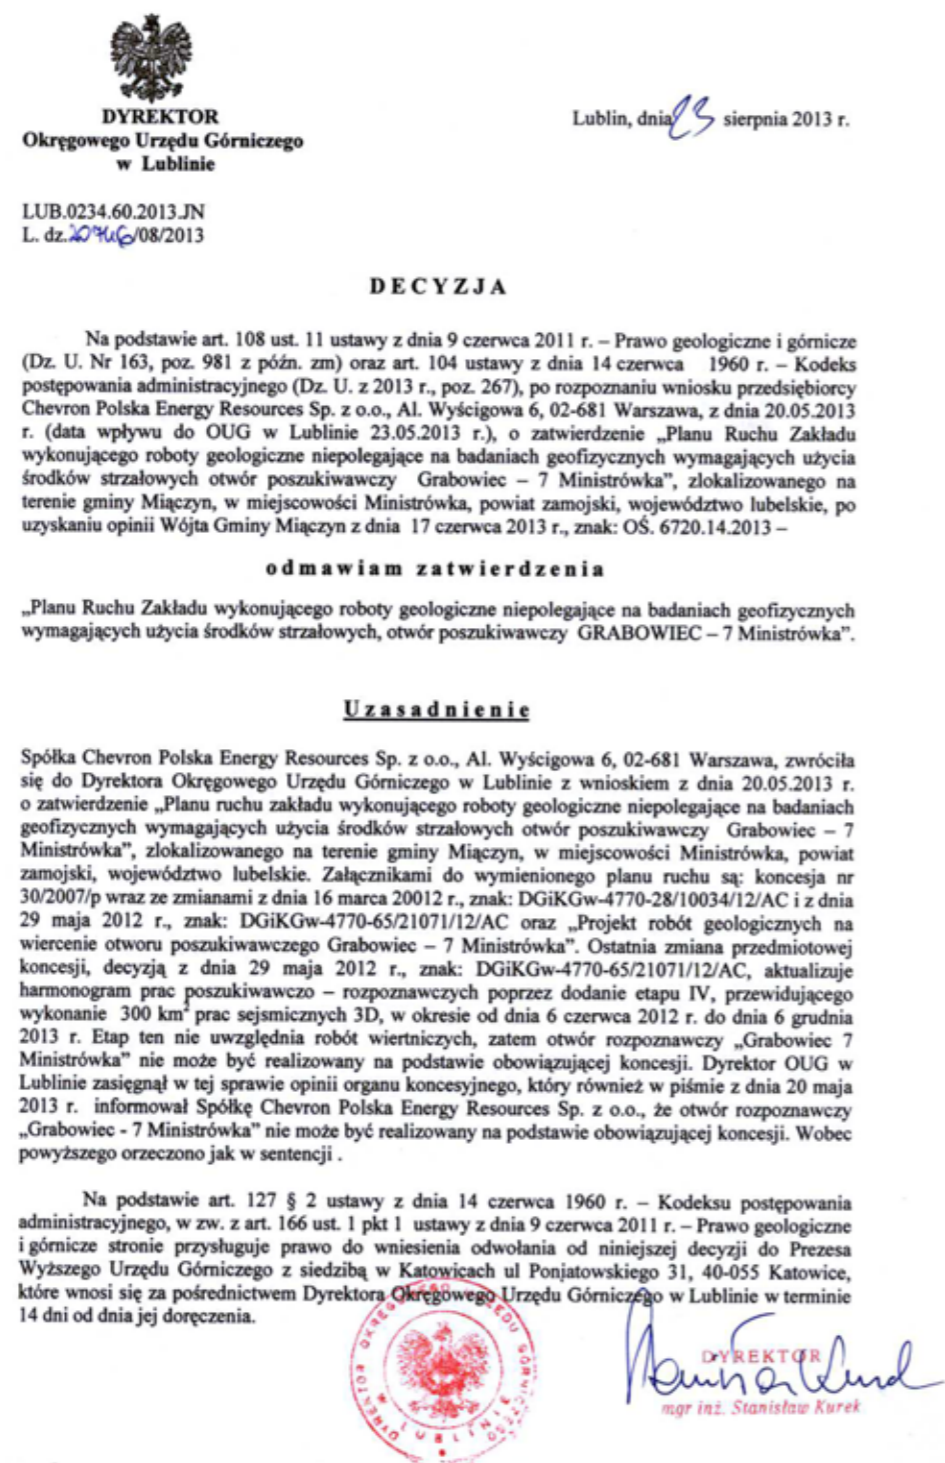 DYREKTOR
Okręgowego Urzędu Górniczego
w Lublinie
Lublin, dnia 23 sierpnia 2013 r.
LUB.0234.60.2013.JN
L. dz. 20746/08/2013
DECYZJA
Na podstawie art. 108 ust. 11 ustawy z dnia 9 czerwca 2011 r. – Prawo geologiczne i górnicze
(Dz. U. Nr 163, poz. 981 z późn. zm) oraz art. 104 ustawy z dnia 14 czerwca 1960 r. – Kodeks
postępowania administracyjnego (Dz. U. z 2013 r., poz. 267), po rozpoznaniu wniosku przedsiębiorcy
Chevron Polska Energy Resources Sp. z o.o., Al. Wyścigowa 6, 02-681 Warszawa, z dnia 20.05.2013
r. (data wpływu do OUG w Lublinie 23.05.2013 r.), o zatwierdzenie „Planu Ruchu Zakładu
wykonującego roboty geologiczne niepolegające na badaniach geofizycznych wymagających użycia
środków strzałowych otwór poszukiwawczy Grabowiec – 7 Ministrówka”, zlokalizowanego na
terenie gminy Miączyn, w miejscowości Ministrówka, powiat zamojski, województwo lubelskie, po
uzyskaniu opinii Wójta Gminy Miączyn z dnia 17 czerwca 2013 r., znak: OŚ. 6720.14.2013 –
odmawiam zatwierdzenia
„Planu Ruchu Zakładu wykonującego roboty geologiczne niepolegające na badaniach geofizycznych
wymagających użycia środków strzałowych, otwór poszukiwawczy GRABOWIEC – 7 Ministrówka”.
Uzasadnienie
Spółka Chevron Polska Energy Resources Sp. z o.o., Al. Wyścigowa 6, 02-681 Warszawa, zwróciła
się do Dyrektora Okręgowego Urzędu Górniczego w Lublinie z wnioskiem z dnia 20.05.2013 r.
o zatwierdzenie „Planu ruchu zakładu wykonującego roboty geologiczne niepolegające na badaniach
geofizycznych wymagających użycia środków strzałowych otwór poszukiwawczy Grabowiec – 7
Ministrówka”, zlokalizowanego na terenie gminy Miączyn, w miejscowości Ministrówka, powiat
zamojski, województwo lubelskie. Załącznikami do wymienionego planu ruchu są: koncesja nr
30/2007/p wraz ze zmianami z dnia 16 marca 20012 r., znak: DGiKGw-4770-28/10034/12/AC i z dnia
29 maja 2012 r., znak: DGiKGw-4770-65/21071/12/AC oraz „Projekt robót geologicznych na
wiercenie otworu poszukiwawczego Grabowiec – 7 Ministrówka”. Ostatnia zmiana przedmiotowej
koncesji, decyzją z dnia 29 maja 2012 r., znak: DGiKGw-4770-65/21071/12/AC, aktualizuje
harmonogram prac poszukiwawczo – rozpoznawczych poprzez dodanie etapu IV, przewidującego
wykonanie 300 km² prac sejsmicznych 3D, w okresie od dnia 6 czerwca 2012 r. do dnia 6 grudnia
2013 r. Etap ten nie uwzględnia robót wiertniczych, zatem otwór rozpoznawczy „Grabowiec 7
Ministrówka” nie może być realizowany na podstawie obowiązującej koncesji. Dyrektor OUG w
Lublinie zasięgnął w tej sprawie opinii organu koncesyjnego, który również w piśmie z dnia 20 maja
2013 r. informował Spółkę Chevron Polska Energy Resources Sp. z o.o., że otwór rozpoznawczy
„Grabowiec - 7 Ministrówka” nie może być realizowany na podstawie obowiązującej koncesji. Wobec
powyższego orzeczono jak w sentencji .
Na podstawie art. 127 § 2 ustawy z dnia 14 czerwca 1960 r. – Kodeksu postępowania
administracyjnego, w zw. z art. 166 ust. 1 pkt 1 ustawy z dnia 9 czerwca 2011 r. – Prawo geologiczne
i górnicze stronie przysługuje prawo do wniesienia odwołania od niniejszej decyzji do Prezesa
Wyższego Urzędu Górniczego z siedzibą w Katowicach ul Ponjatowskiego 31, 40-055 Katowice,
które wnosi się za pośrednictwem Dyrektora Okręgowego Urzędu Górniczego w Lublinie w terminie
14 dni od dnia jej doręczenia.
DYREKTOR OKRĘGOWEGO URZĘDU GÓRNICZEGO
W LUBLINIE
DYREKTOR
mgr inż. Stanisław Kurek